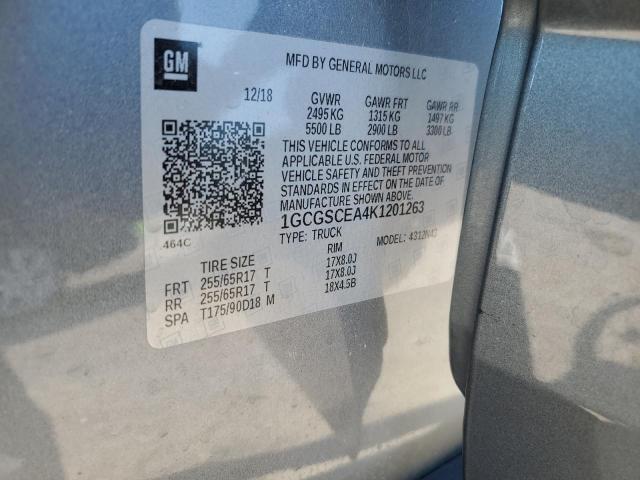 GM
MFD BY GENERAL MOTORS LLC
12/18 GVWR GAWR FRT GAWR RR
2495 KG 1315 KG 1497 KG
5500 LB 2900 LB 3300 LB
THIS VEHICLE CONFORMS TO ALL
APPLICABLE U.S. FEDERAL MOTOR
VEHICLE SAFETY AND THEFT PREVENTION
STANDARDS IN EFFECT ON THE DATE OF
MANUFACTURE SHOWN ABOVE.
1GCGSCEA4K1201263
464C TYPE: TRUCK MODEL: 4312N43
TIRE SIZE RIM
FRT 255/65R17 T 17X8.0J
RR 255/65R17 T 17X8.0J
SPA T175/90D18 M 18X4.5B